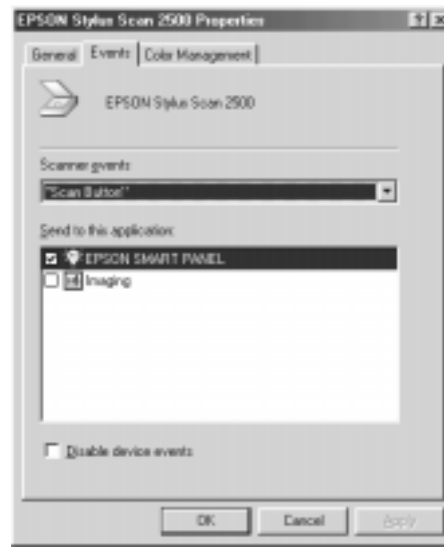 EPSON Stylus Scan 2500 Properties
General Events Color Management
EPSON Stylus Scan 2500
Scanner events
"Scan Button"
Send to this application:
EPSON SMART PANEL
Imaging
Disable device events
OK Cancel Apply